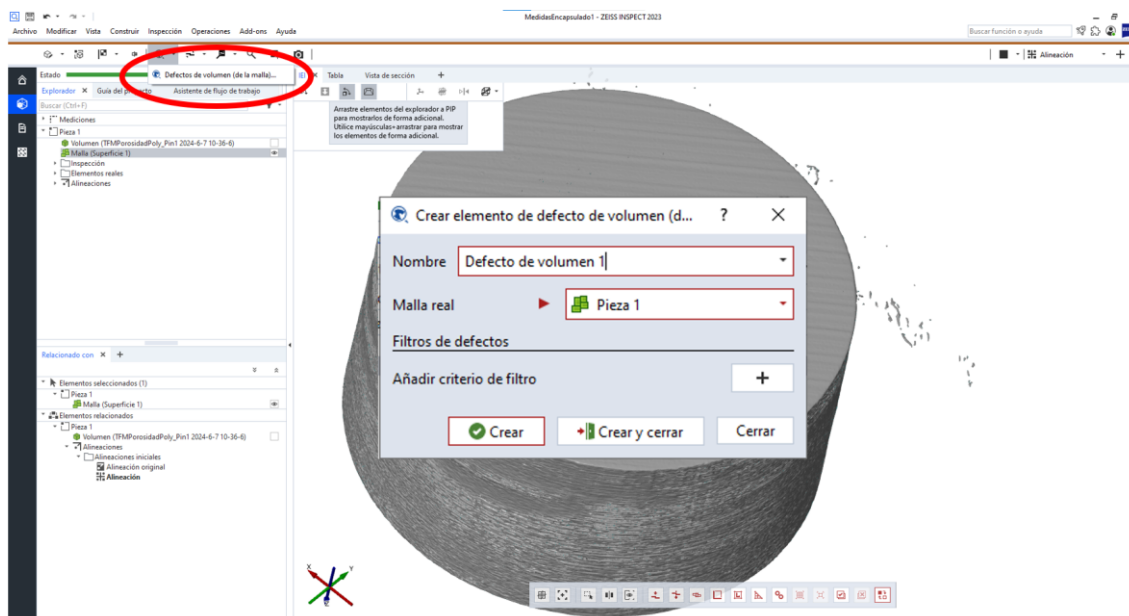 MedidasEncapsulado1 - ZEISS INSPECT 2023
Archivo Modificar Vista Construir Inspección Operaciones Add-ons Ayuda
Buscar función o ayuda
Alineación
Estado
Defectos de volumen (de la malla)...
Tabla Vista de sección +
Explorador Guía del proyecto Asistente de flujo de trabajo
Buscar (Ctrl+F)
Mediciones
Pieza 1
Volumen (TFMPorosidadPoly_Pin1 2024-6-7 10-36-6)
Malla (Superficie 1)
Inspección
Elementos reales
Alineaciones
Arrastre elementos del explorador a PIP
para mostrarlos de forma adicional.
Utilice mayúsculas+arrastrar para mostrar
los elementos de forma adicional.
Crear elemento de defecto de volumen (d... ?
Nombre Defecto de volumen 1
Malla real Pieza 1
Filtros de defectos
Añadir criterio de filtro +
Crear Crear y cerrar Cerrar
Relacionado con +
Elementos seleccionados (1)
Pieza 1
Malla (Superficie 1)
Elementos relacionados
Pieza 1
Volumen (TFMPorosidadPoly_Pin1 2024-6-7 10-36-6)
Alineaciones
Alineaciones iniciales
Alineación original
Alineación
X Y